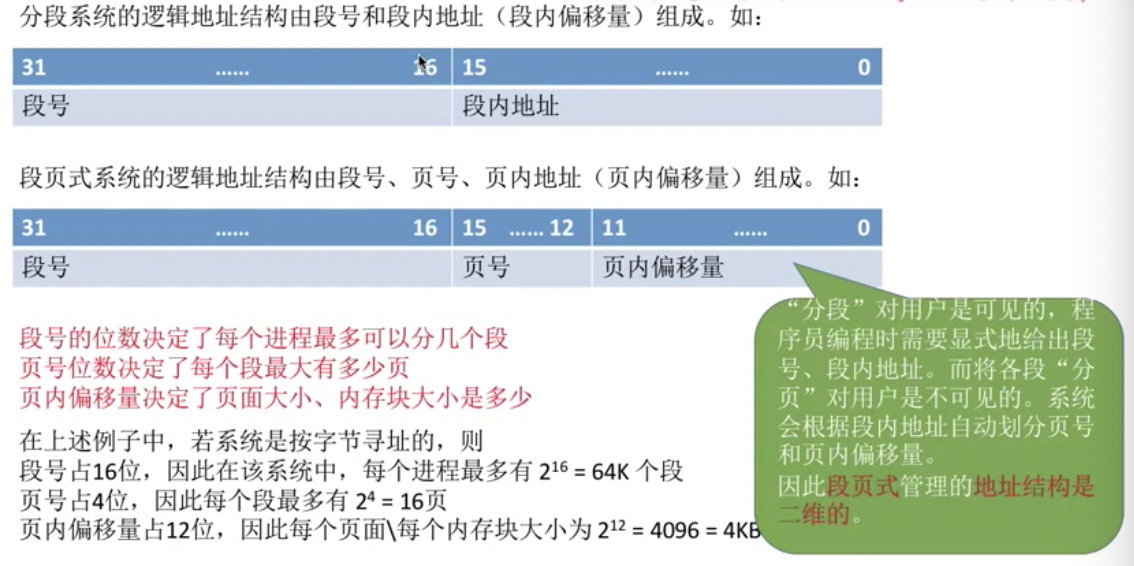 分段系统的逻辑地址结构由段号和段内地址（段内偏移量）组成。如：
31 …… 16 15 …… 0
段号 段内地址
段页式系统的逻辑地址结构由段号、页号、页内地址（页内偏移量）组成。如：
31 …… 16 15 …… 12 11 …… 0
段号 页号 页内偏移量
段号的位数决定了每个进程最多可以分几个段
页号位数决定了每个段最大有多少页
页内偏移量决定了页面大小、内存块大小是多少
在上述例子中，若系统是按字节寻址的，则
段号占16位，因此在该系统中，每个进程最多有 2¹⁶ = 64K 个段
页号占4位，因此每个段最多有 2⁴ = 16页
页内偏移量占12位，因此每个页面\每个内存块大小为 2¹² = 4096 = 4KB
“分段”对用户是可见的，程
序员编程时需要显式地给出段
号、段内地址。而将各段“分
页”对用户是不可见的。系统
会根据段内地址自动划分页号
和页内偏移量。
因此段页式管理的地址结构是
二维的。